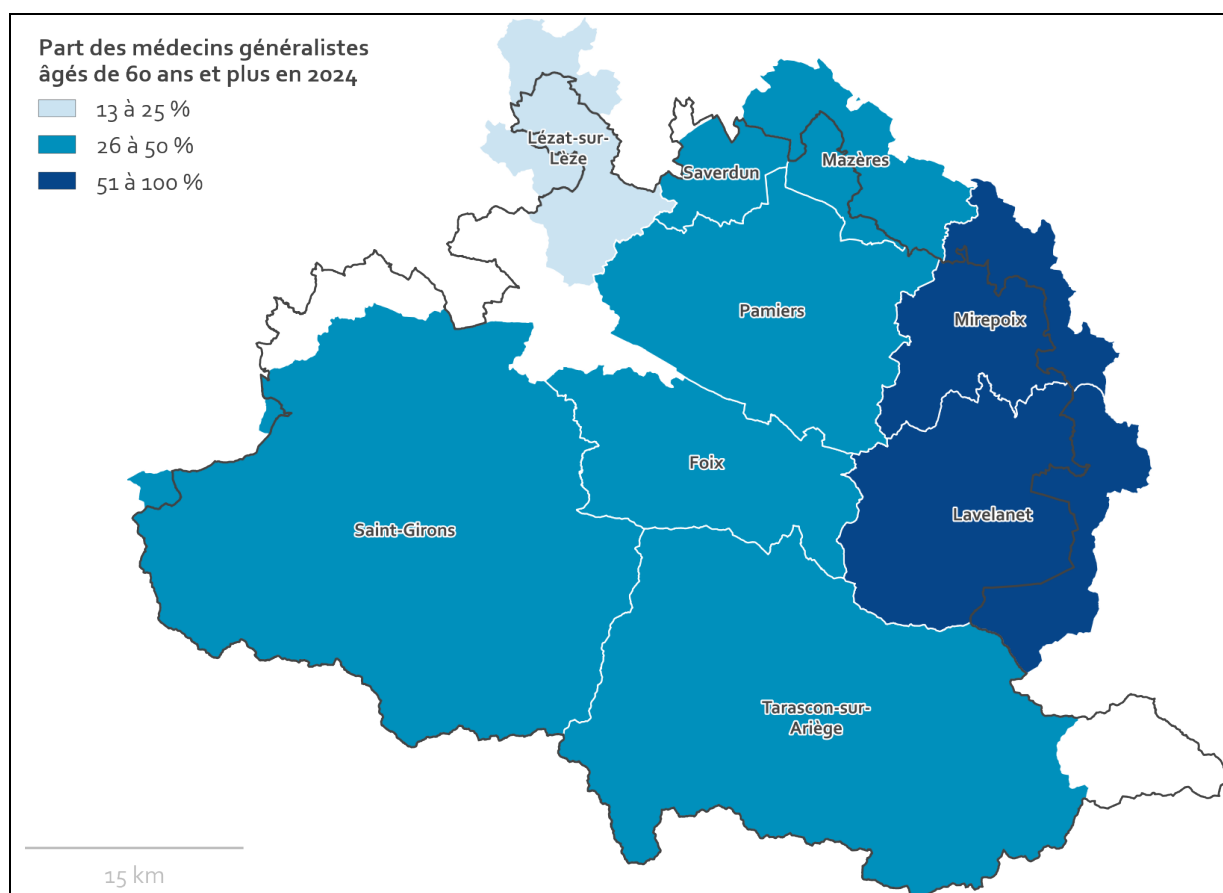 Part des médecins généralistes
âgés de 60 ans et plus en 2024
13 à 25 %
26 à 50 %
51 à 100 %
Lézat-sur-
Lèze
Saverdun
Mazères
Pamiers
Mirepoix
Foix
Lavelanet
Saint-Girons
Tarascon-sur-
Ariège
15 km